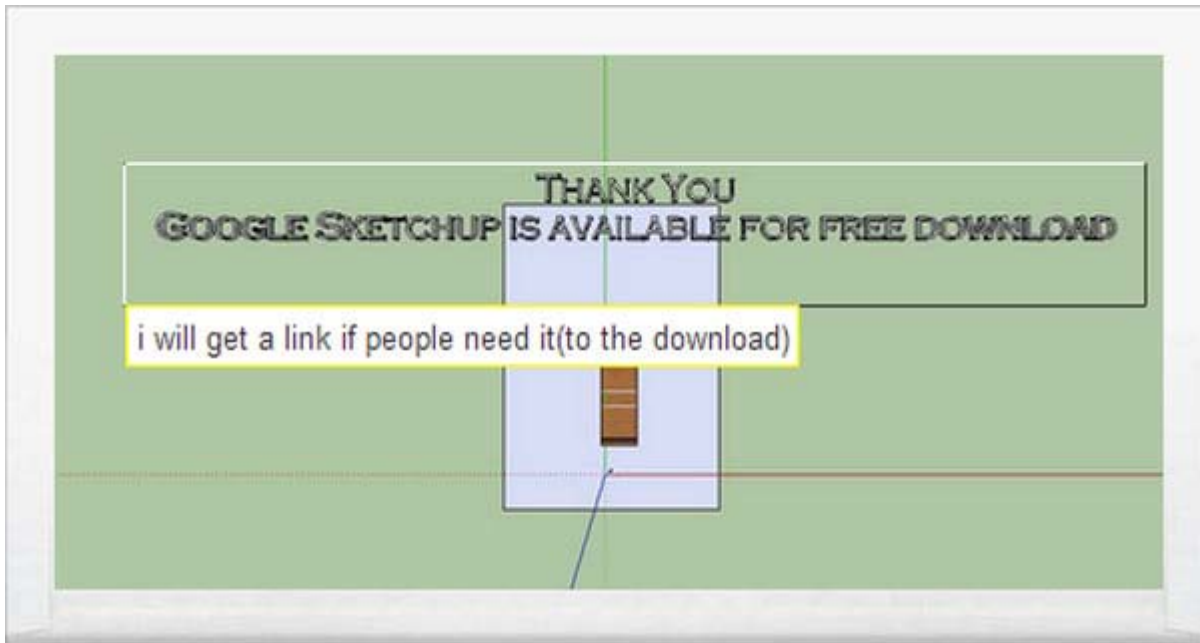 THANK YOU
GOOGLE SKETCHUP IS AVAILABLE FOR FREE DOWNLOAD
i will get a link if people need it(to the download)